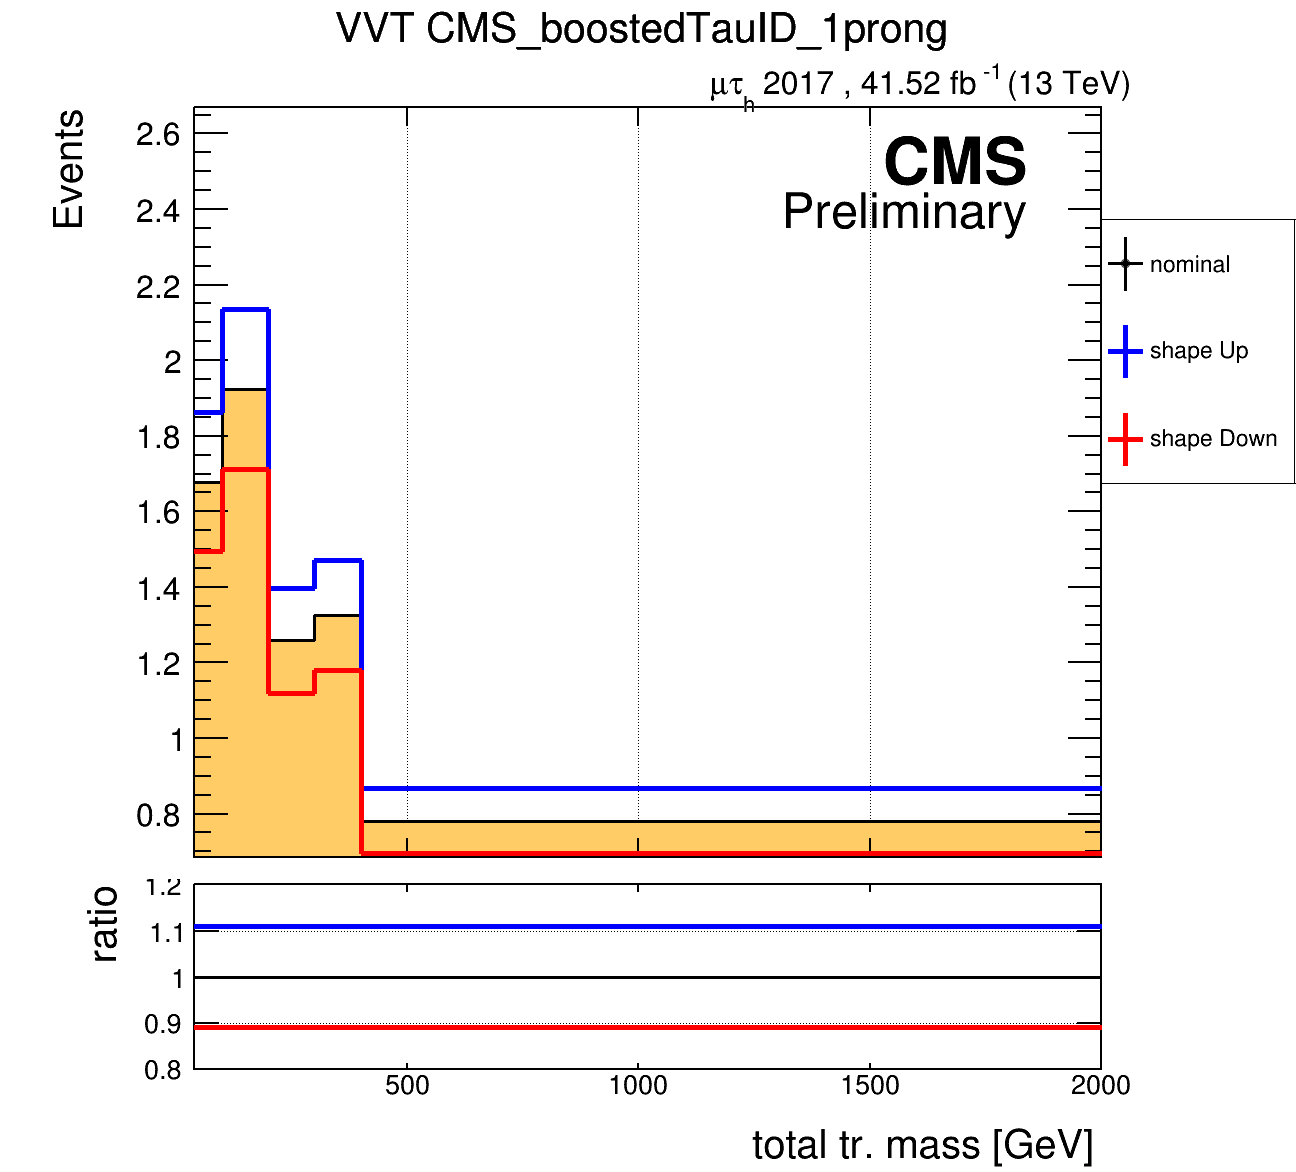 VVT CMS_boostedTauID_1prong
μτh 2017 , 41.52 fb-1 (13 TeV)
Events
2.6
2.4
2.2
2
1.8
1.6
1.4
1.2
1
0.8
CMS
Preliminary
nominal
shape Up
shape Down
ratio
1.2
1.1
1
0.9
0.8
500 1000 1500 2000
total tr. mass [GeV]